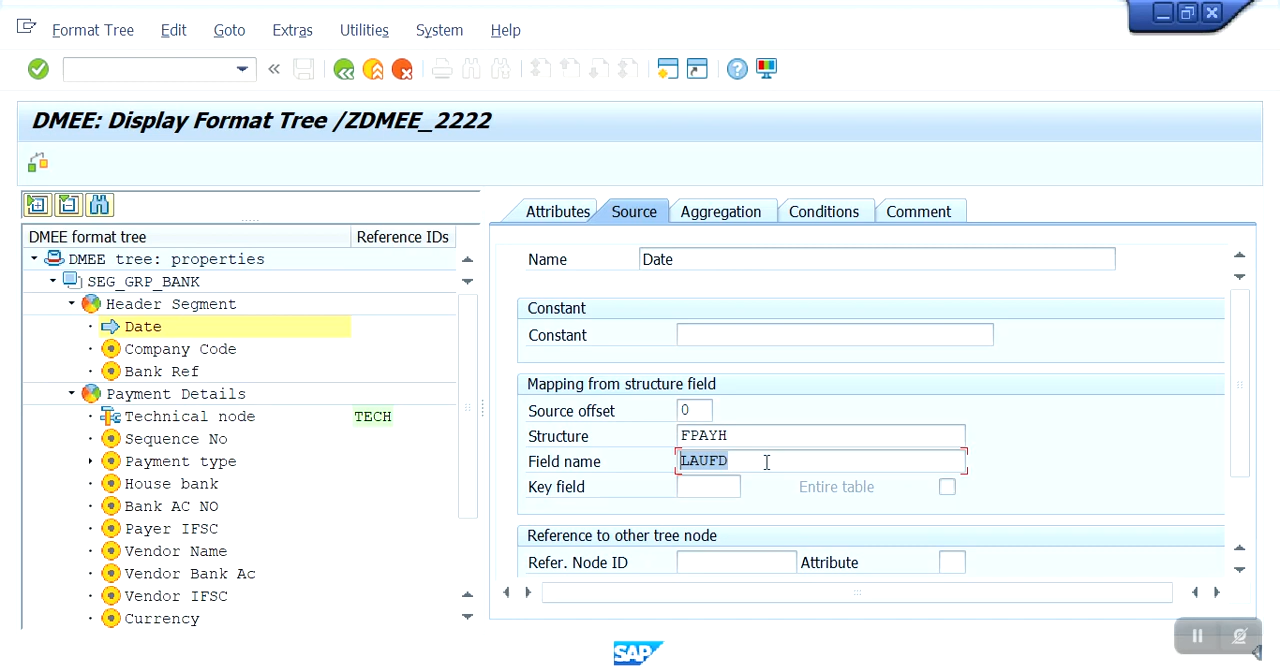 Format Tree Edit Goto Extras Utilities System Help
DMEE: Display Format Tree /ZDMEE_2222
Attributes Source Aggregation Conditions Comment
DMEE format tree Reference IDs
DMEE tree: properties
SEG_GRP_BANK
Header Segment
Date
Company Code
Bank Ref
Payment Details
Technical node TECH
Sequence No
Payment type
House bank
Bank AC NO
Payer IFSC
Vendor Name
Vendor Bank Ac
Vendor IFSC
Currency
Name Date
Constant
Constant
Mapping from structure field
Source offset 0
Structure FPAYH
Field name LAUFD
Key field Entire table
Reference to other tree node
Refer. Node ID Attribute
SAP